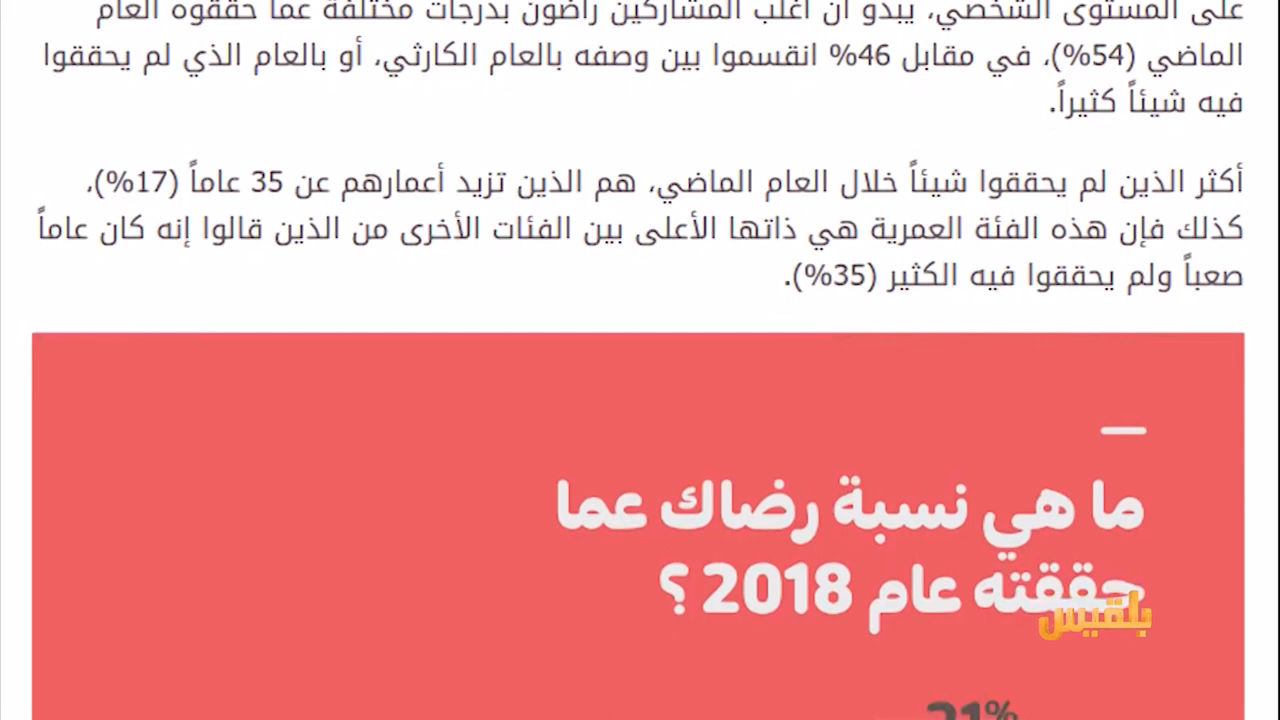 على المستوى الشخصي، يبدو أن أغلب المشاركين راضون بدرجات مختلفة عما حققوه العام
الماضي (54%)، في مقابل 46% انقسموا بين وصفه بالعام الكارثي، أو بالعام الذي لم يحققوا
فيه شيئاً كثيراً.
أكثر الذين لم يحققوا شيئاً خلال العام الماضي، هم الذين تزيد أعمارهم عن 35 عاماً (17%)،
كذلك فإن هذه الفئة العمرية هي ذاتها الأعلى بين الفئات الأخرى من الذين قالوا إنه كان عاماً
صعباً ولم يحققوا فيه الكثير (35%).
ما هي نسبة رضاك عما
حققته عام 2018 ؟
بلقيس
21%